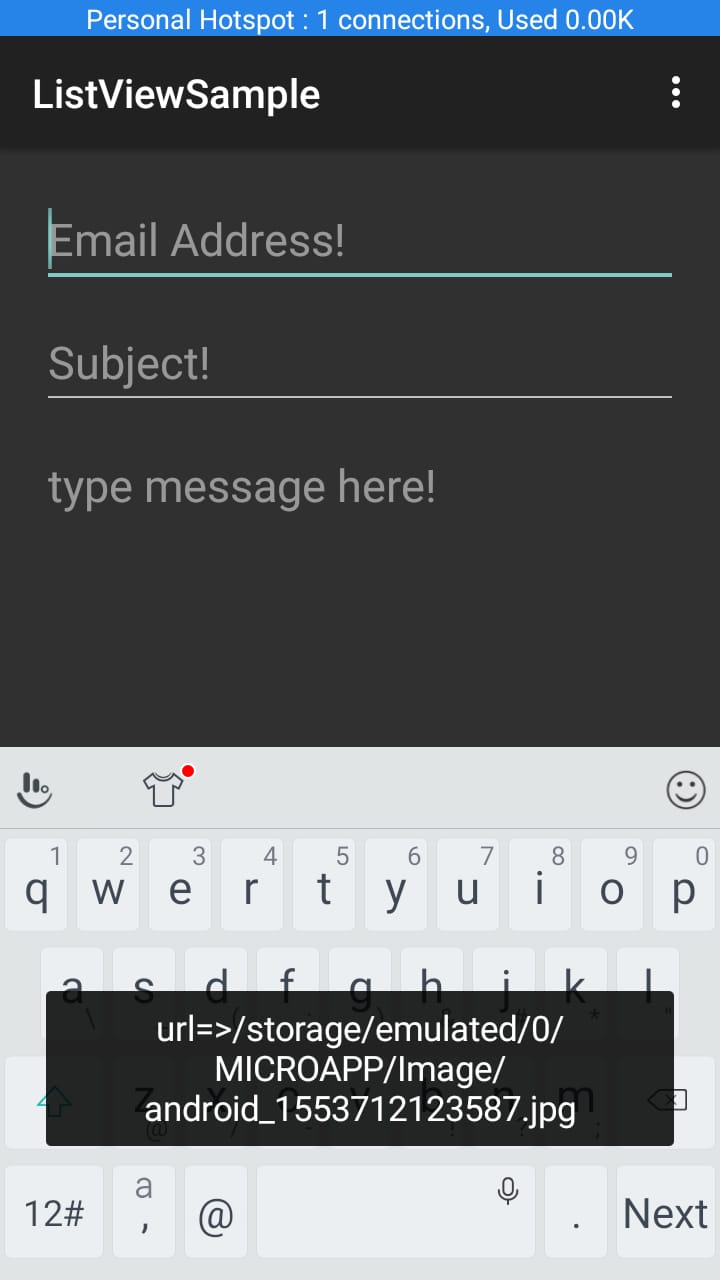 Personal Hotspot : 1 connections, Used 0.00K
ListViewSample
Email Address!
Subject!
type message here!
1 2 3 4 5 6 7 8 9 0
q w e r t y u i o p
a s d f g h j k l
url=>/storage/emulated/0/
MICROAPP/Image/
android_1553712123587.jpg
z x c v b n m
12# a , @ . Next